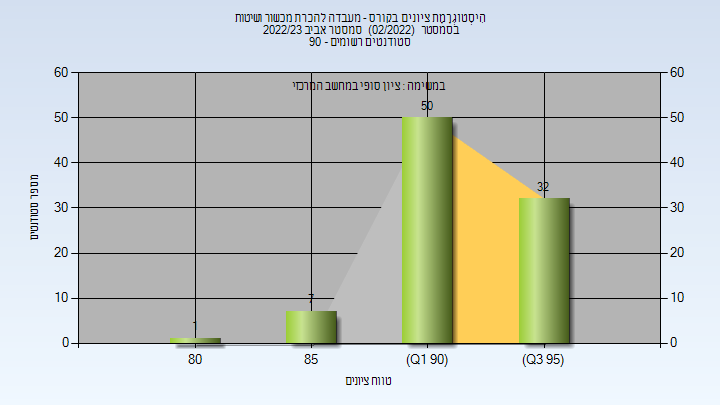 היסטוגרמת ציונים בקורס - מעבדה להכרת מכשור ושיטות
בסמסטר (02/2022) סמסטר אביב 2022/23
סטודנטים רשומים - 90
במשימה : ציון סופי במחשב המרכזי
60 60
50 50
40 40
30 30
20 20
10 10
0 0
מספר סטודנטים
1
7
50
32
80
85
(Q1 90)
(Q3 95)
טווח ציונים